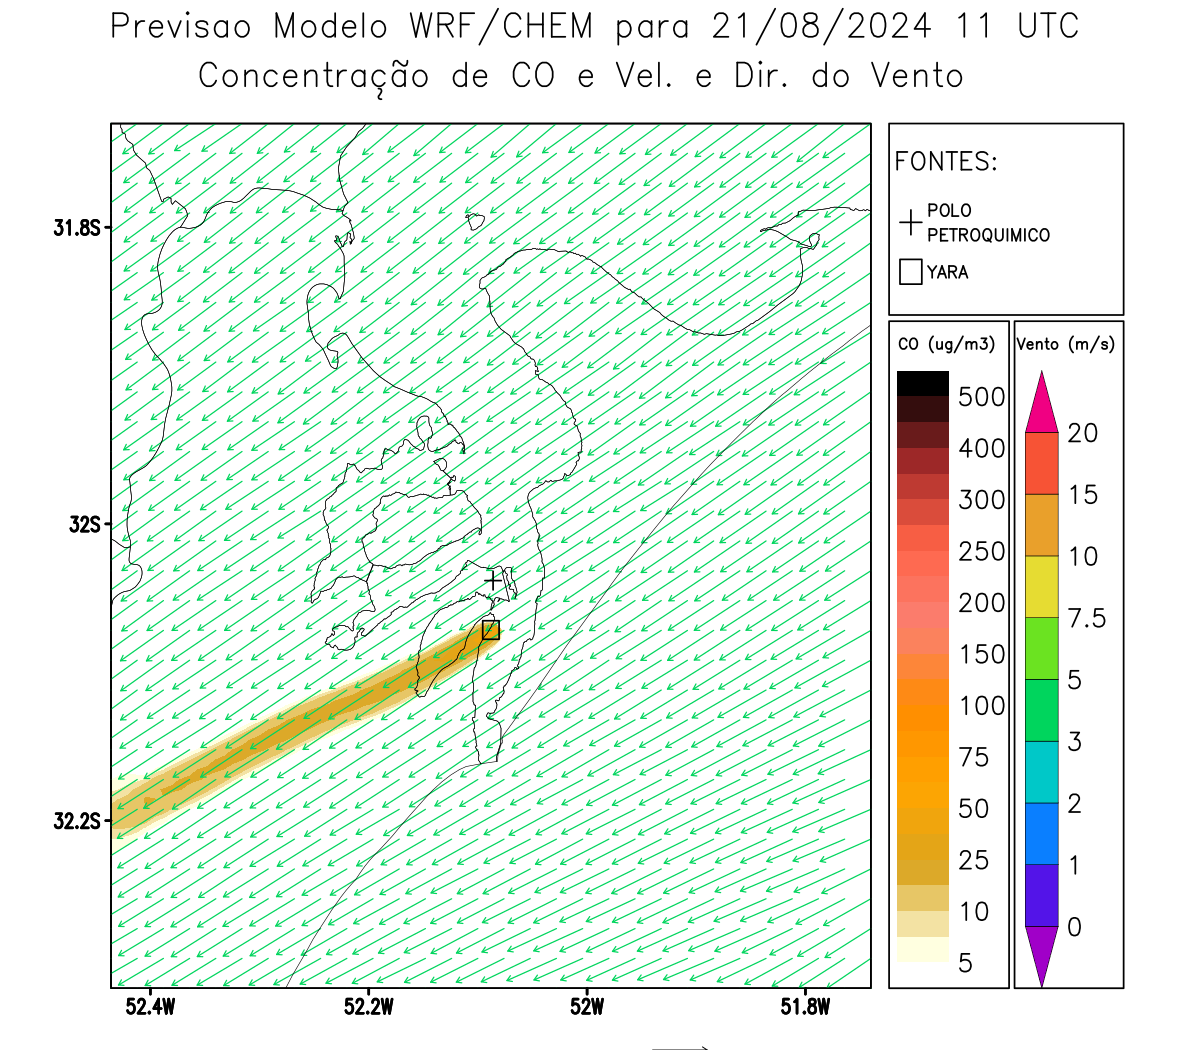 Previsao Modelo WRF/CHEM para 21/08/2024 11 UTC
Concentração de CO e Vel. e Dir. do Vento
FONTES:
POLO
PETROQUIMICO
YARA
31.8S
32S
32.2S
52.4W
52.2W
52W
51.8W
CO (ug/m3)
500
400
300
250
200
150
100
75
50
25
10
5
Vento (m/s)
20
15
10
7.5
5
3
2
1
0